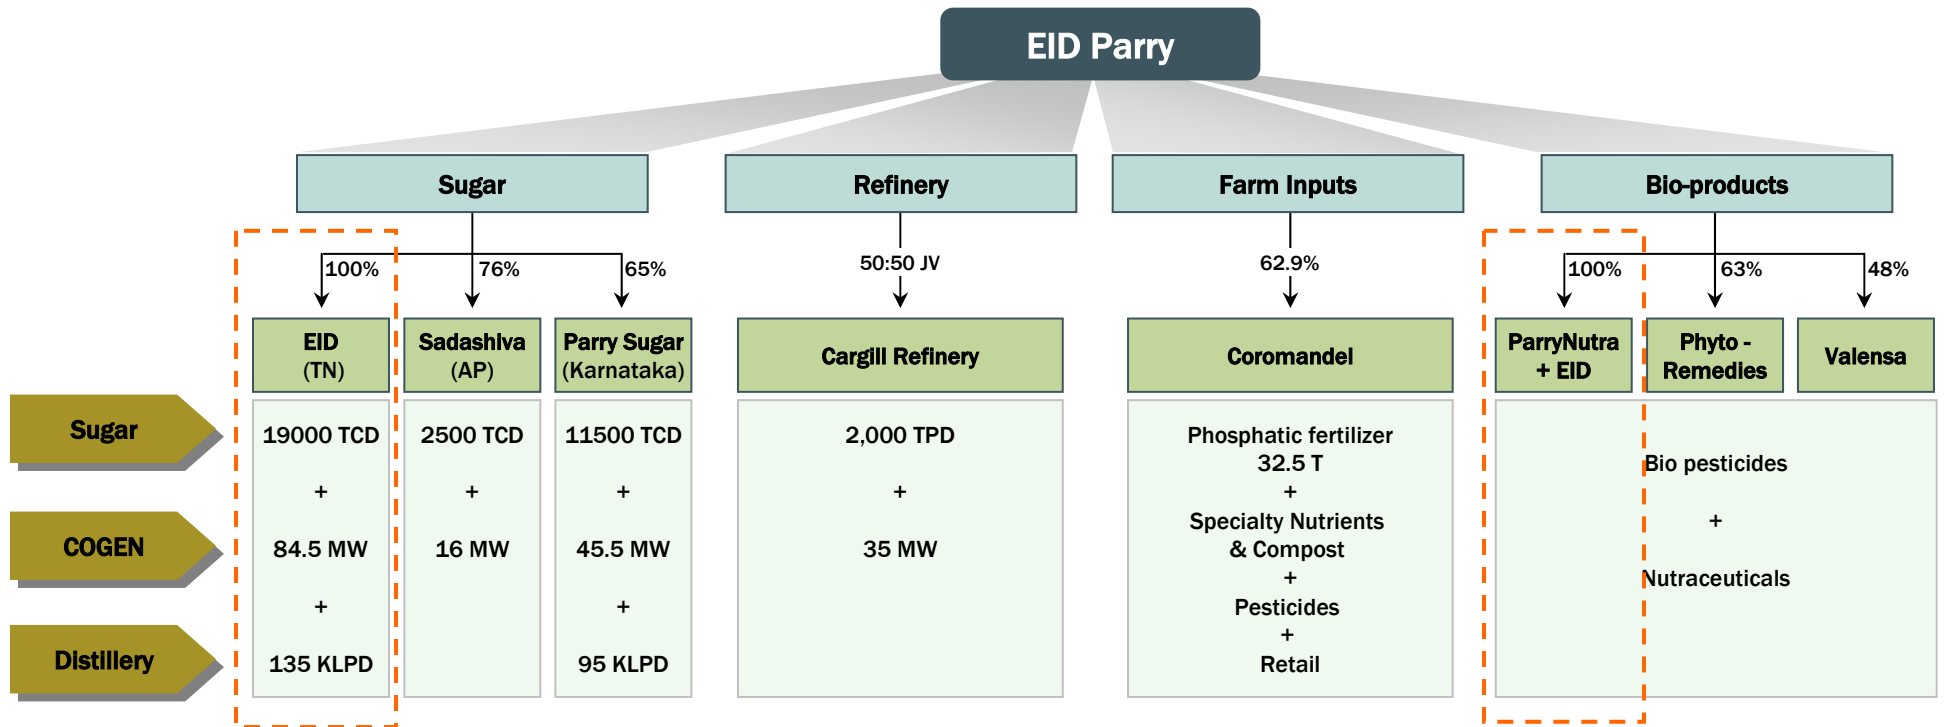 EID Parry
Sugar
Refinery
Farm Inputs
Bio-products
100%
76%
65%
50:50 JV
62.9%
100%
63%
48%
EID
(TN)
Sadashiva
(AP)
Parry Sugar
(Karnataka)
Cargill Refinery
Coromandel
ParryNutra
+ EID
Phyto -
Remedies
Valensa
Sugar
19000 TCD
+
2500 TCD
+
11500 TCD
+
2,000 TPD
+
COGEN
84.5 MW
+
16 MW
45.5 MW
+
35 MW
Distillery
135 KLPD
95 KLPD
Phosphatic fertilizer
32.5 T
+
Specialty Nutrients
& Compost
+
Pesticides
+
Retail
Bio pesticides
+
Nutraceuticals